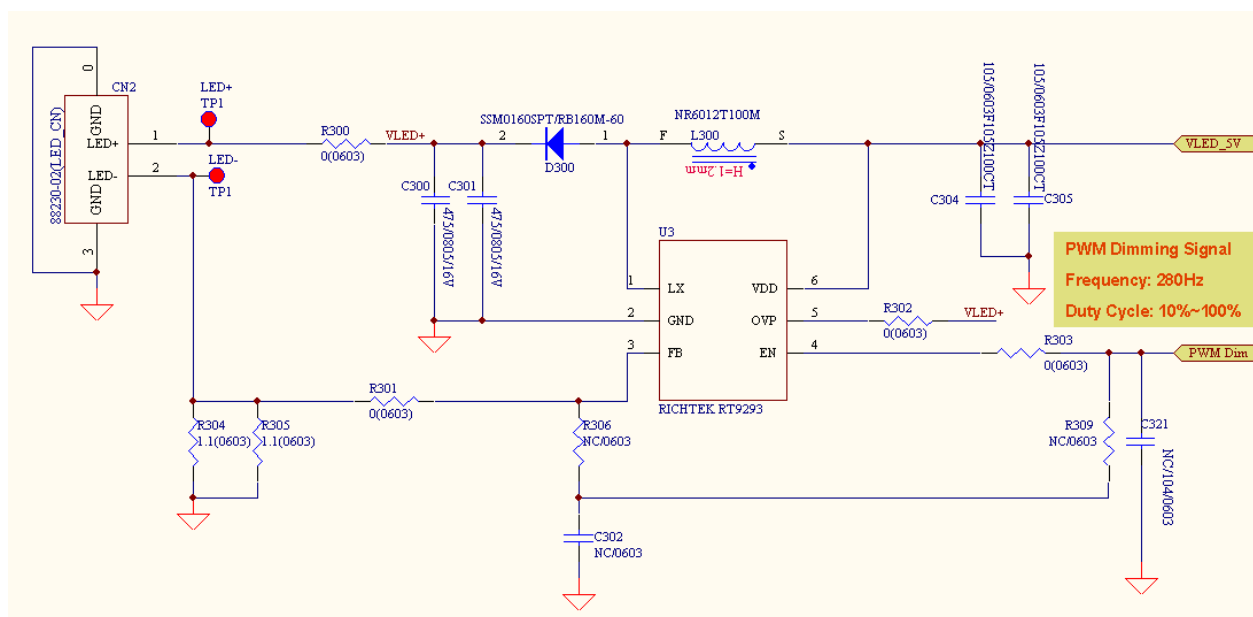 CN2
0
GND
LED+
LED-
GND
3
88230-02(LED_CN)
1
2
LED+
TP1
LED-
TP1
R300
0(0603)
VLED+
2
SSM0160SPT/RB160M-60
1
D300
C300
475/0805/16V
C301
475/0805/16V
NR6012T100M
F
L300
S
H=1.2mm
105/0603F105Z100CT
105/0603F105Z100CT
C304
C305
VLED_5V
U3
1
LX
VDD
6
2
GND
OVP
5
3
FB
EN
4
RICHTEK RT9293
R302
0(0603)
VLED+
PWM Dimming Signal
Frequency: 280Hz
Duty Cycle: 10%~100%
R303
0(0603)
PWM Dim
R301
0(0603)
R304
1.1(0603)
R305
1.1(0603)
R306
NC/0603
R309
NC/0603
C321
NC/104/0603
C302
NC/0603